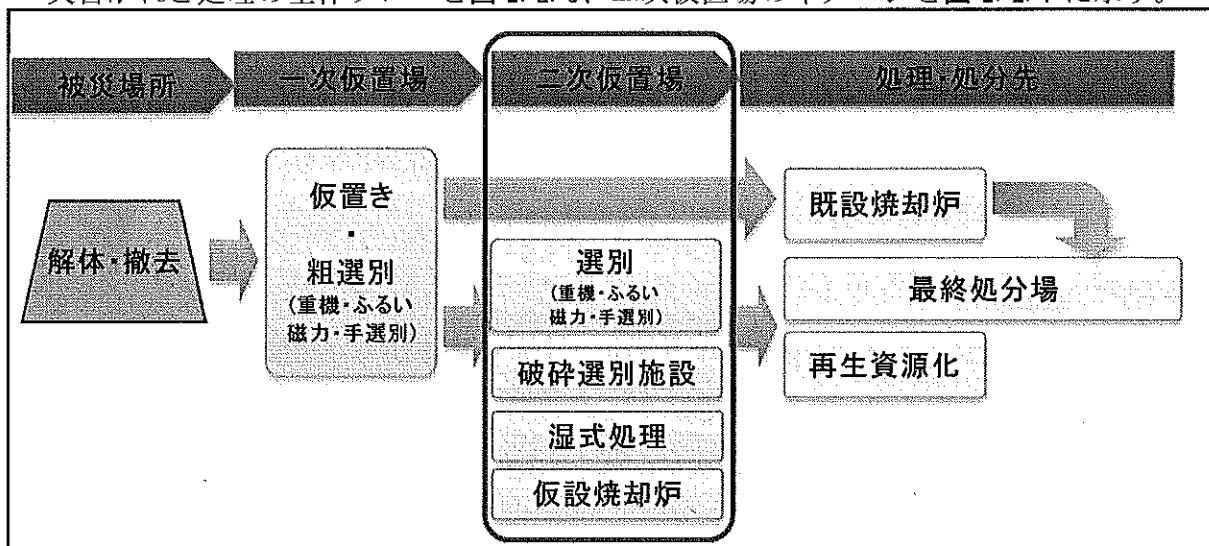 被災場所
一次仮置場
二次仮置場
処理・処分先
解体・撤去
仮置き
・
粗選別
(重機・ふるい
磁力・手選別)
選別
(重機・ふるい
磁力・手選別)
破砕選別施設
湿式処理
仮設焼却炉
既設焼却炉
最終処分場
再生資源化